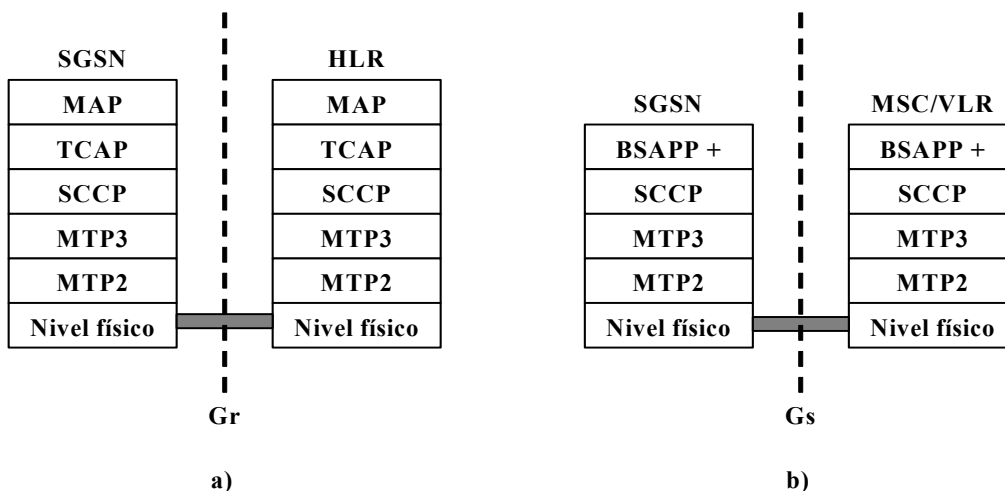 SGSN
MAP
TCAP
SCCP
MTP3
MTP2
Nivel físico
HLR
MAP
TCAP
SCCP
MTP3
MTP2
Nivel físico
Gr
a)
SGSN
BSAPP +
SCCP
MTP3
MTP2
Nivel físico
MSC/VLR
BSAPP +
SCCP
MTP3
MTP2
Nivel físico
Gs
b)